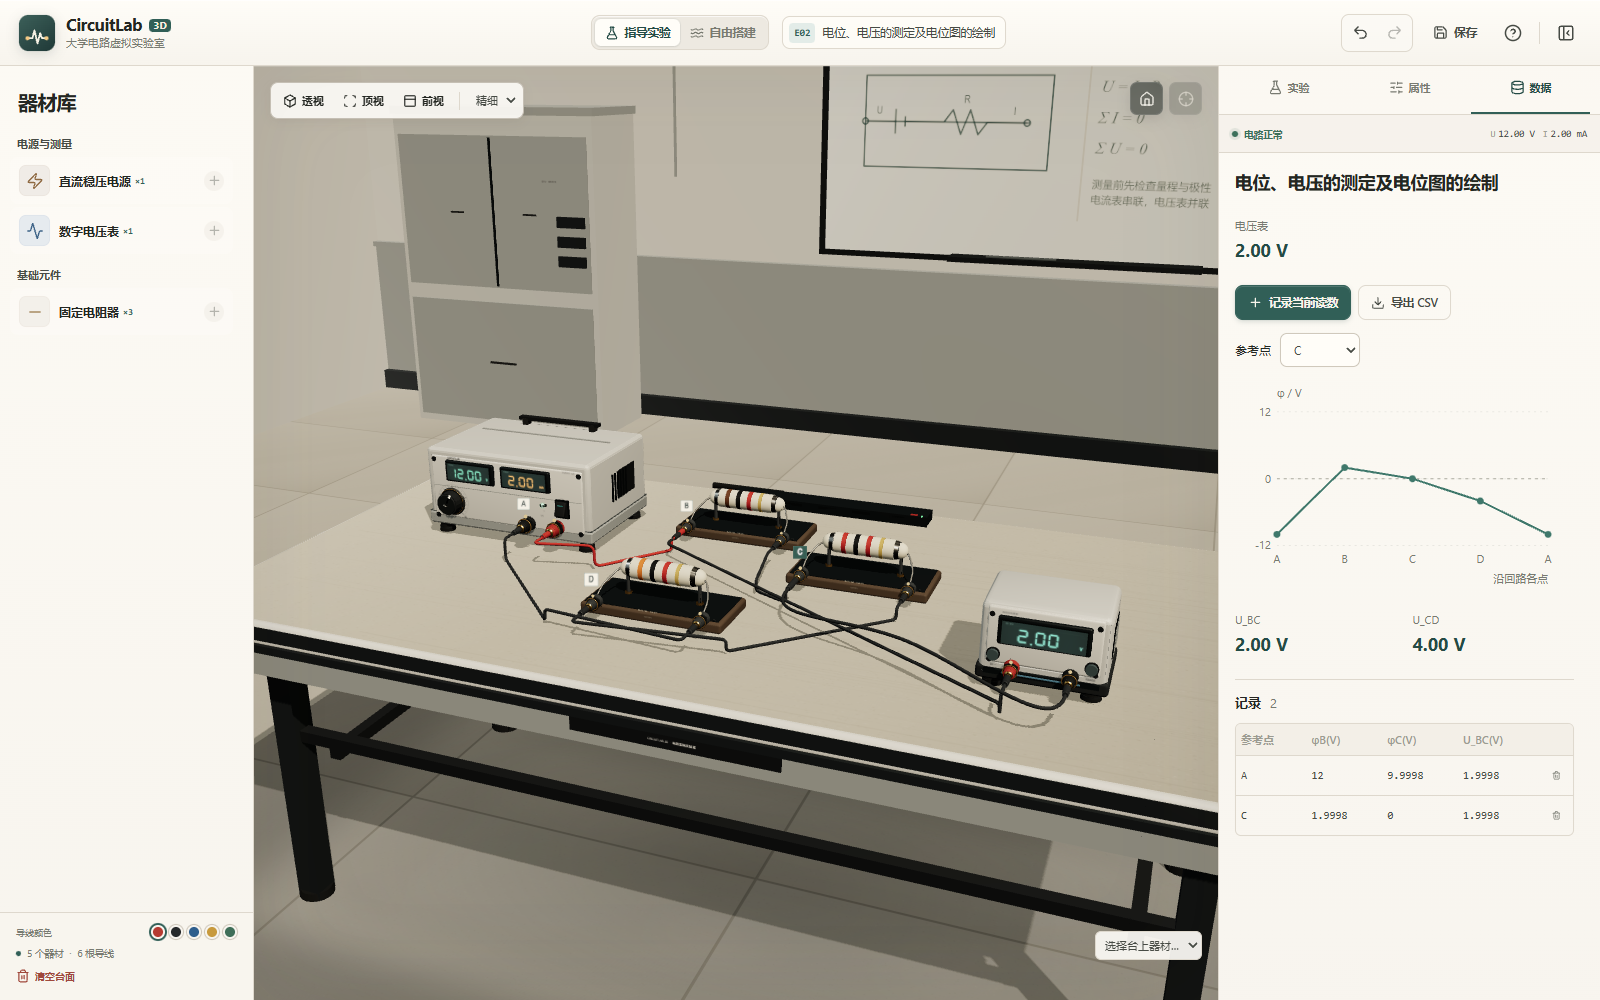 CircuitLab 3D
大学电路虚拟实验室
指导实验
自由搭建
E02 电位、电压的测定及电位图的绘制
保存
器材库
电源与测量
直流稳压电源 ×1
数字电压表 ×1
基础元件
固定电阻器 ×3
导线颜色
5 个器材 · 6 根导线
清空台面
透视
顶视
前视
精细
U
R
I
U =
Σ I = 0
Σ U = 0
测量前先检查量程与极性
电流表串联，电压表并联
12.00
2.00
A
B
C
D
2.00
选择台上器材...
实验
属性
数据
电路正常
U 12.00 V I 2.00 mA
电位、电压的测定及电位图的绘制
电压表
2.00 V
记录当前读数
导出 CSV
参考点
C
φ / V
12
0
-12
A B C D A
沿回路各点
U_BC U_CD
2.00 V 4.00 V
记录 2
参考点 φB(V) φC(V) U_BC(V)
A 12 9.9998 1.9998
C 1.9998 0 1.9998